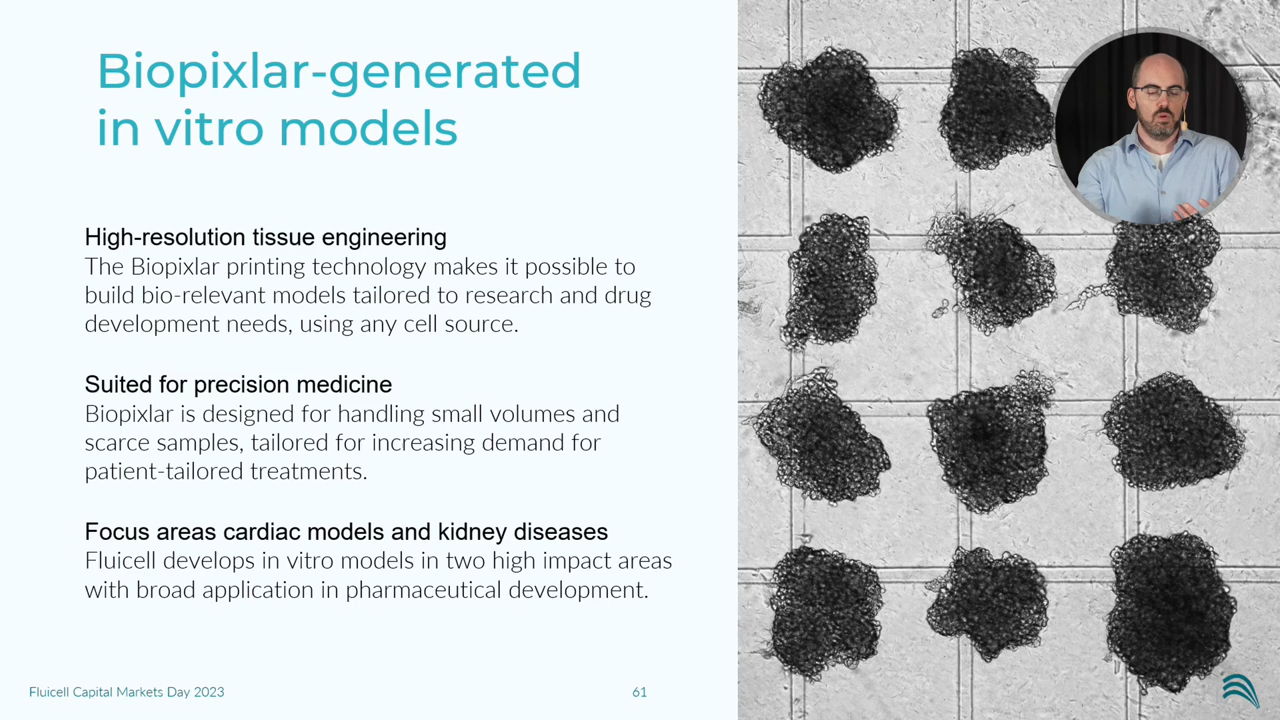 Biopixlar-generated
in vitro models
High-resolution tissue engineering
The Biopixlar printing technology makes it possible to
build bio-relevant models tailored to research and drug
development needs, using any cell source.
Suited for precision medicine
Biopixlar is designed for handling small volumes and
scarce samples, tailored for increasing demand for
patient-tailored treatments.
Focus areas cardiac models and kidney diseases
Fluicell develops in vitro models in two high impact areas
with broad application in pharmaceutical development.
Fluicell Capital Markets Day 2023
61